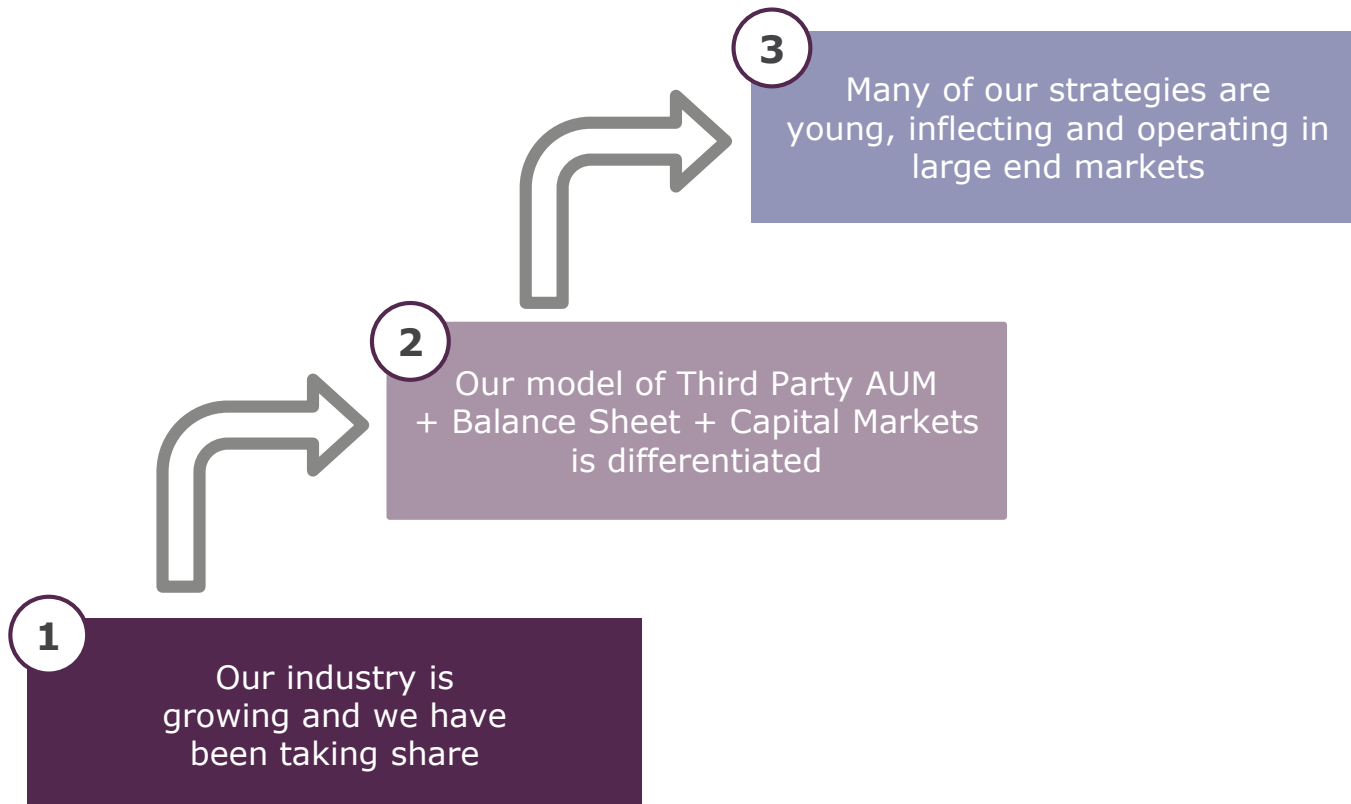 3
Many of our strategies are
young, inflecting and operating in
large end markets
2
Our model of Third Party AUM
+ Balance Sheet + Capital Markets
is differentiated
1
Our industry is
growing and we have
been taking share